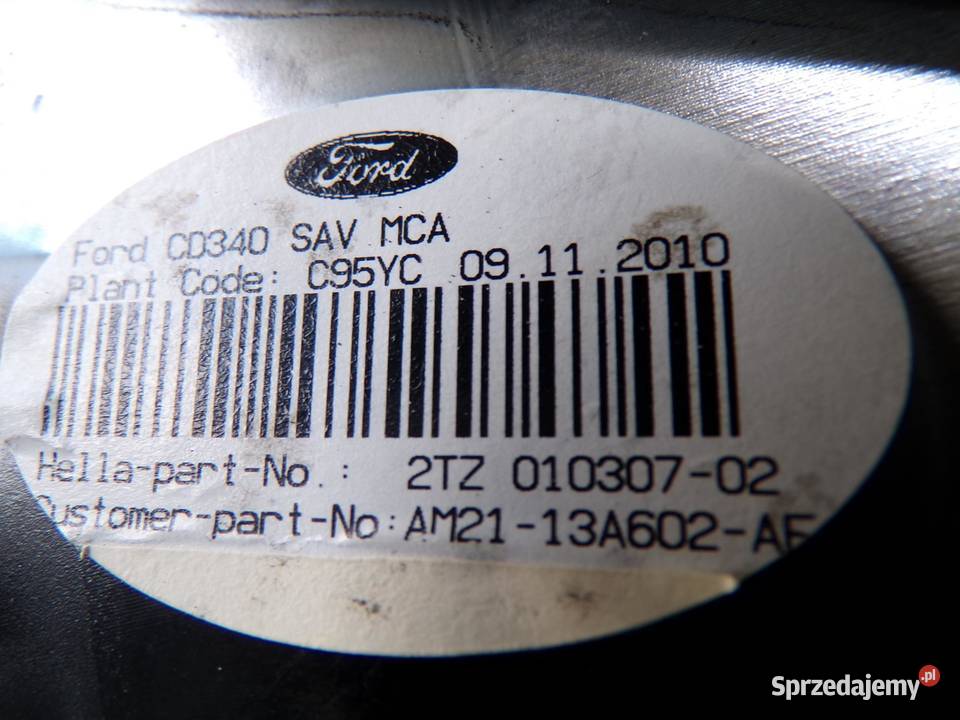 Ford
Ford CD340 SAV MCA
Plant Code: C95YC 09.11.2010
Hella-part-No.: 2TZ 010307-02
Customer-part-No:AM21-13A602-AE
Sprzedajemy.pl